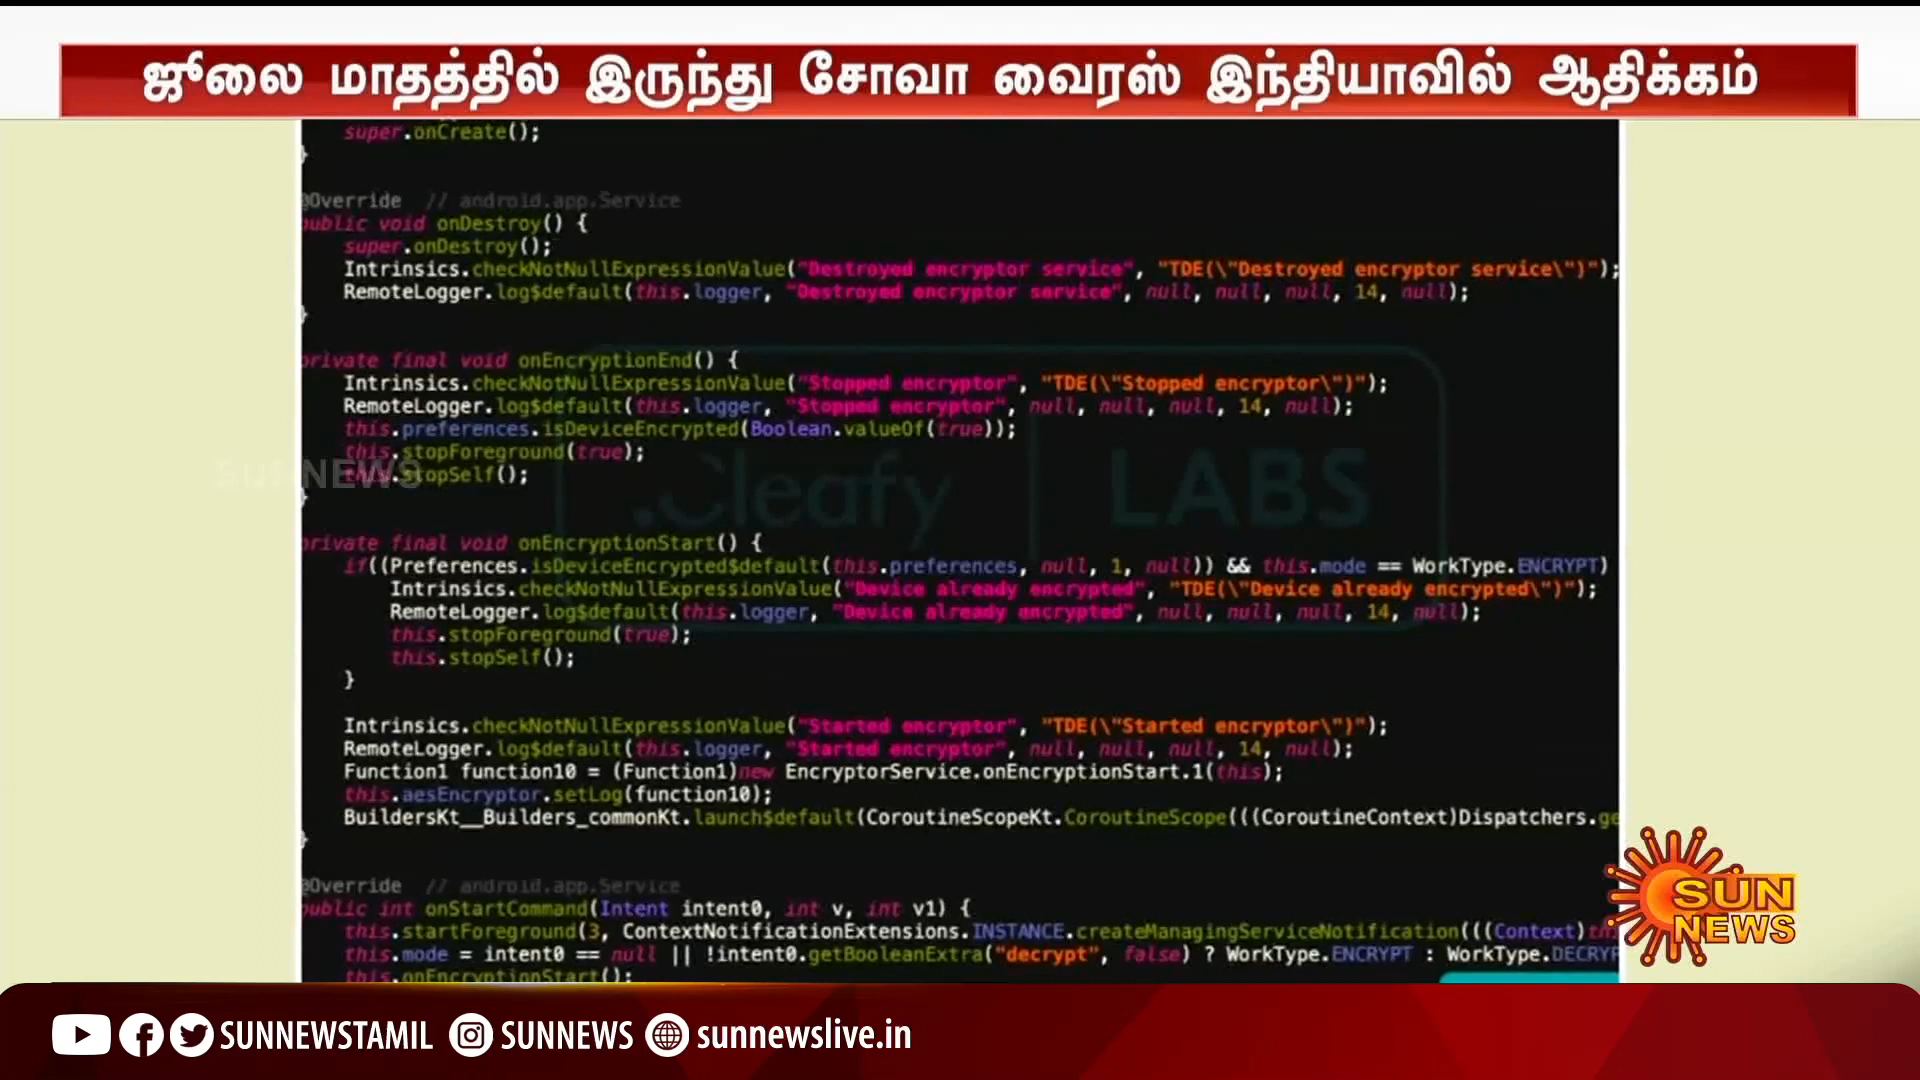 ஜூலை மாதத்தில் இருந்து சோவா வைரஸ் இந்தியாவில் ஆதிக்கம்
super.onCreate();
}
@Override // android.app.Service
public void onDestroy() {
super.onDestroy();
Intrinsics.checkNotNullExpressionValue("Destroyed encryptor service", "TDE(\"Destroyed encryptor service\")");
RemoteLogger.log$default(this.logger, "Destroyed encryptor service", null, null, null, 14, null);
}
private final void onEncryptionEnd() {
Intrinsics.checkNotNullExpressionValue("Stopped encryptor", "TDE(\"Stopped encryptor\")");
RemoteLogger.log$default(this.logger, "Stopped encryptor", null, null, null, 14, null);
this.preferences.isDeviceEncrypted(Boolean.valueOf(true));
this.stopForeground(true);
this.stopSelf();
}
SUNNEWS
Cleafy LABS
private final void onEncryptionStart() {
if((Preferences.isDeviceEncrypted$default(this.preferences, null, 1, null)) && this.mode == WorkType.ENCRYPT)
Intrinsics.checkNotNullExpressionValue("Device already encrypted", "TDE(\"Device already encrypted\")");
RemoteLogger.log$default(this.logger, "Device already encrypted", null, null, null, 14, null);
this.stopForeground(true);
this.stopSelf();
}
Intrinsics.checkNotNullExpressionValue("Started encryptor", "TDE(\"Started encryptor\")");
RemoteLogger.log$default(this.logger, "Started encryptor", null, null, null, 14, null);
Function1 function10 = (Function1)new EncryptorService.onEncryptionStart.1(this);
this.aesEncryptor.setLog(function10);
BuildersKt__Builders_commonKt.launch$default(CoroutineScopeKt.CoroutineScope(((CoroutineContext)Dispatchers.ge
}
@Override // android.app.Service
public int onStartCommand(Intent intent0, int v, int v1) {
this.startForeground(3, ContextNotificationExtensions.INSTANCE.createManagingServiceNotification(((Context)th
this.mode = intent0 == null || !intent0.getBooleanExtra("decrypt", false) ? WorkType.ENCRYPT : WorkType.DECRYP
this.onEncryptionStart();
SUN
NEWS
SUNNEWSTAMIL SUNNEWS sunnewslive.in